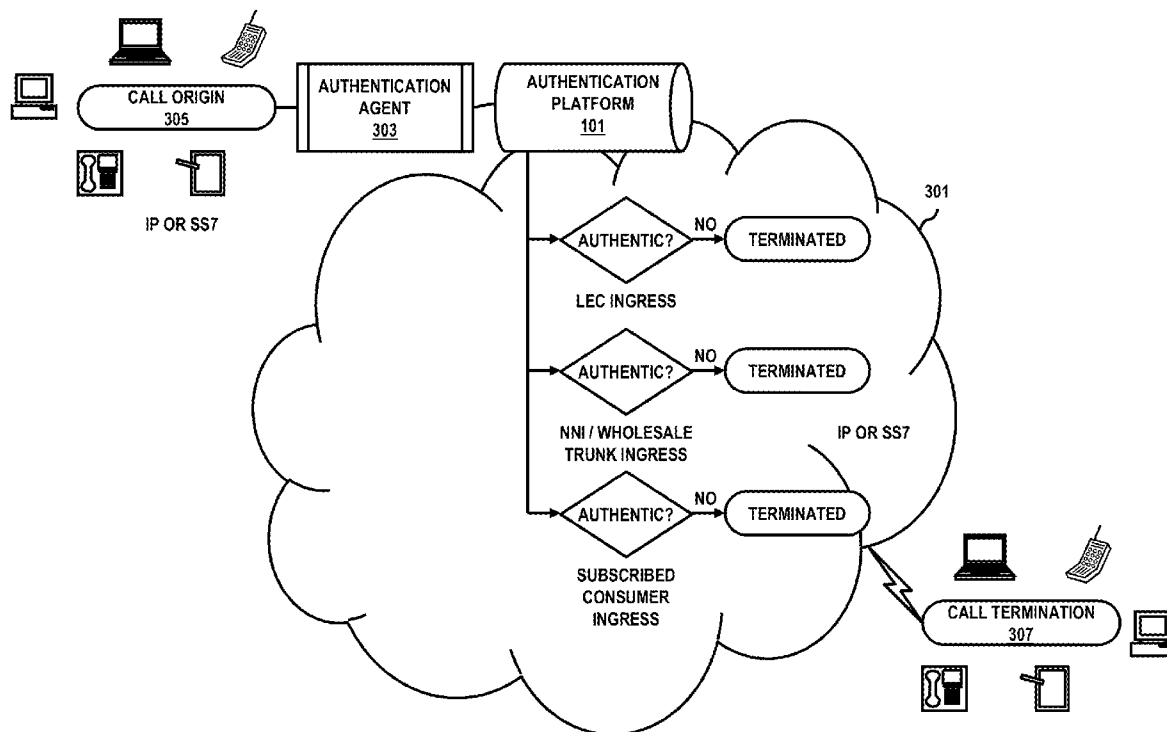 CALL ORIGIN
305
IP OR SS7
AUTHENTICATION
AGENT
303
AUTHENTICATION
PLATFORM
101
301
AUTHENTIC?
NO
TERMINATED
LEC INGRESS
AUTHENTIC?
NO
TERMINATED
NNI / WHOLESALE
TRUNK INGRESS
IP OR SS7
AUTHENTIC?
NO
TERMINATED
SUBSCRIBED
CONSUMER
INGRESS
CALL TERMINATION
307